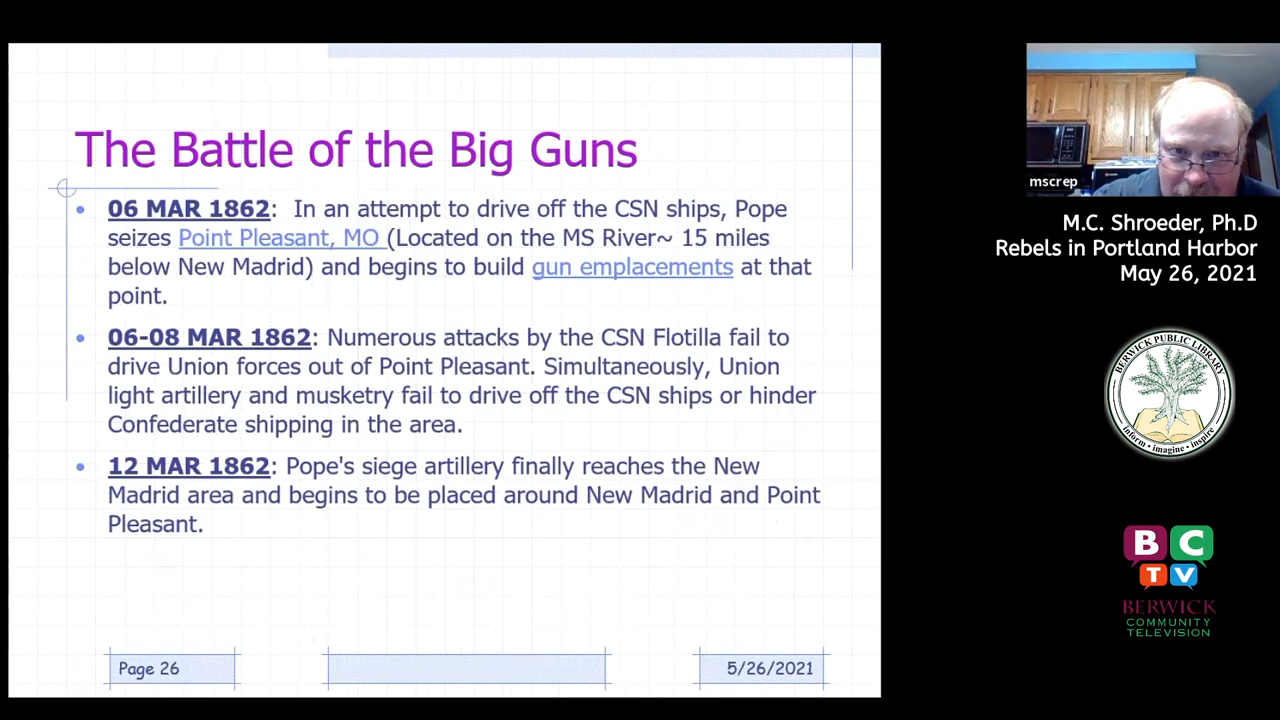 The Battle of the Big Guns
06 MAR 1862: In an attempt to drive off the CSN ships, Pope
seizes Point Pleasant, MO (Located on the MS River~ 15 miles
below New Madrid) and begins to build gun emplacements at that
point.
06-08 MAR 1862: Numerous attacks by the CSN Flotilla fail to
drive Union forces out of Point Pleasant. Simultaneously, Union
light artillery and musketry fail to drive off the CSN ships or hinder
Confederate shipping in the area.
12 MAR 1862: Pope's siege artillery finally reaches the New
Madrid area and begins to be placed around New Madrid and Point
Pleasant.
Page 26
5/26/2021
mscrep
M.C. Shroeder, Ph.D
Rebels in Portland Harbor
May 26, 2021
BERWICK PUBLIC LIBRARY
inform • imagine • inspire
BC
TV
BERWICK
COMMUNITY
TELEVISION